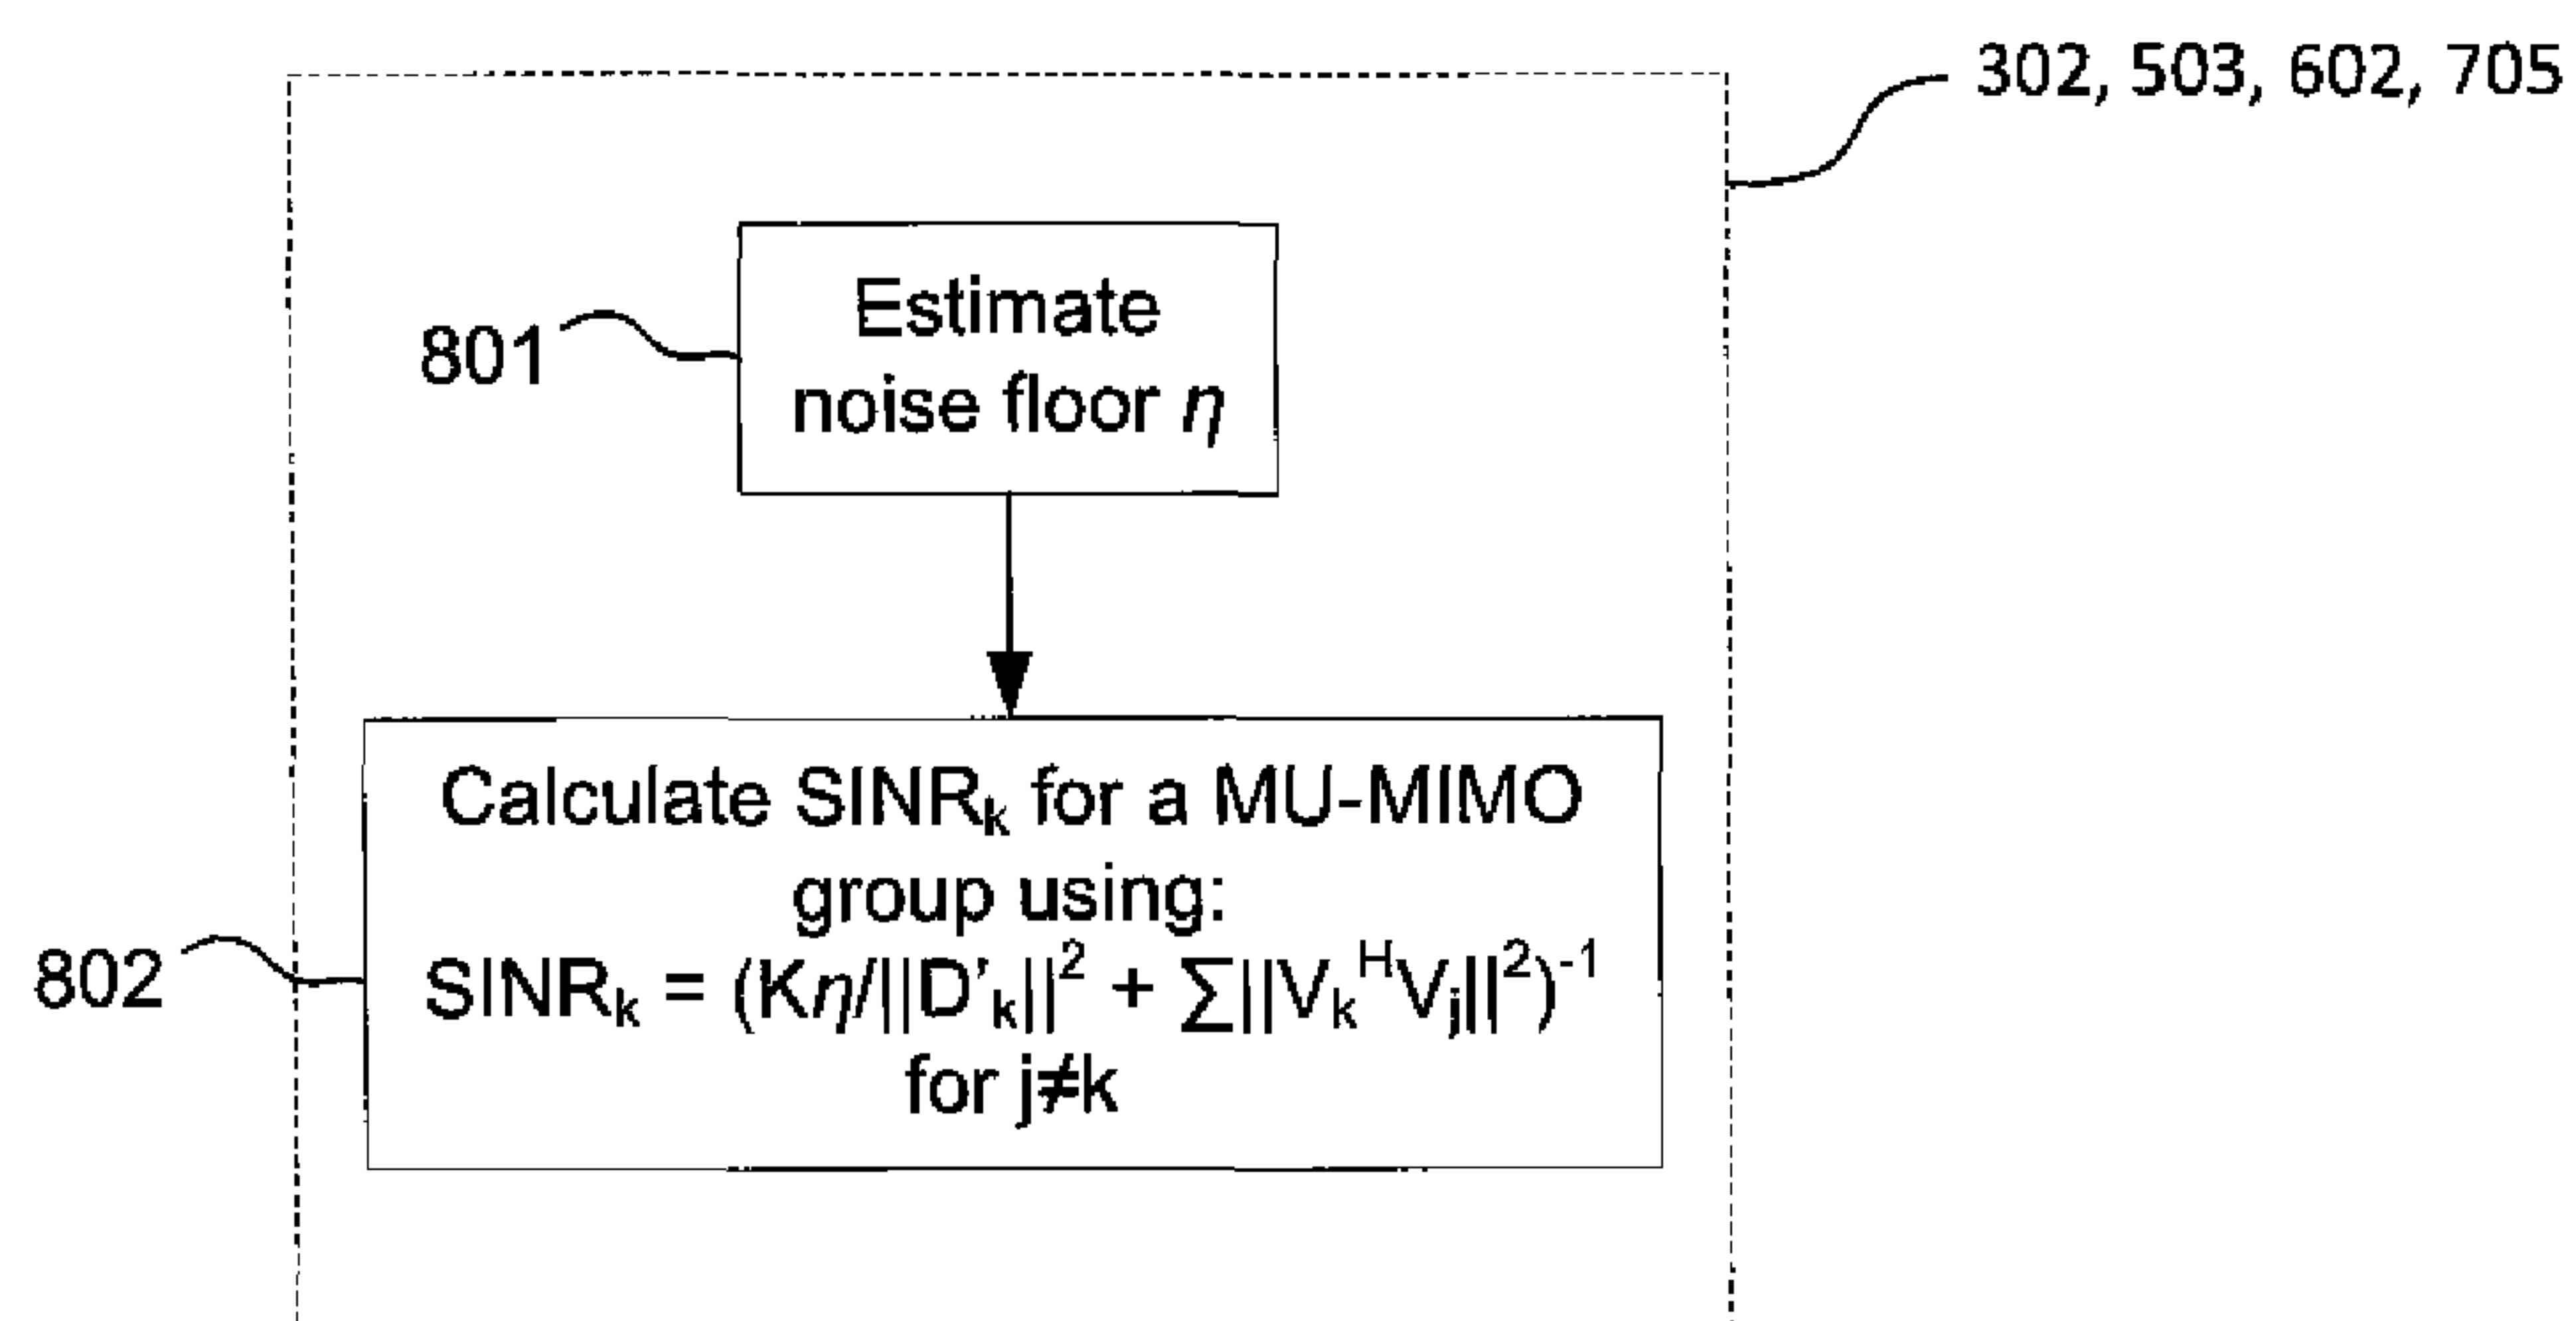 302, 503, 602, 705
801
Estimate
noise floor η
802
Calculate SINRₖ for a MU-MIMO
group using:
SINRₖ = (Kη/||D’ₖ||² + ∑||VₖᴴVⱼ||²)⁻¹
for j≠k